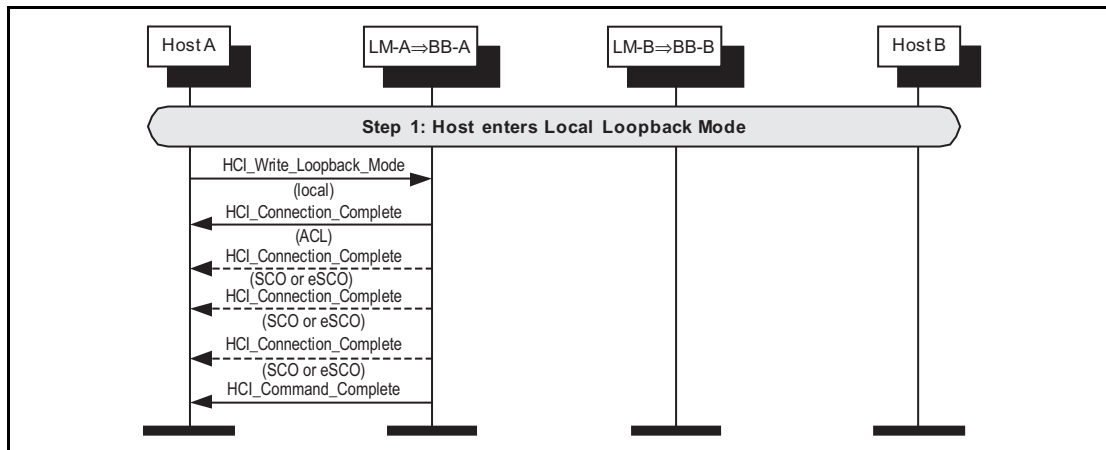 Host A
LM-A⇒BB-A
LM-B⇒BB-B
Host B
Step 1: Host enters Local Loopback Mode
HCI_Write_Loopback_Mode
(local)
HCI_Connection_Complete
(ACL)
HCI_Connection_Complete
(SCO or eSCO)
HCI_Connection_Complete
(SCO or eSCO)
HCI_Connection_Complete
(SCO or eSCO)
HCI_Command_Complete